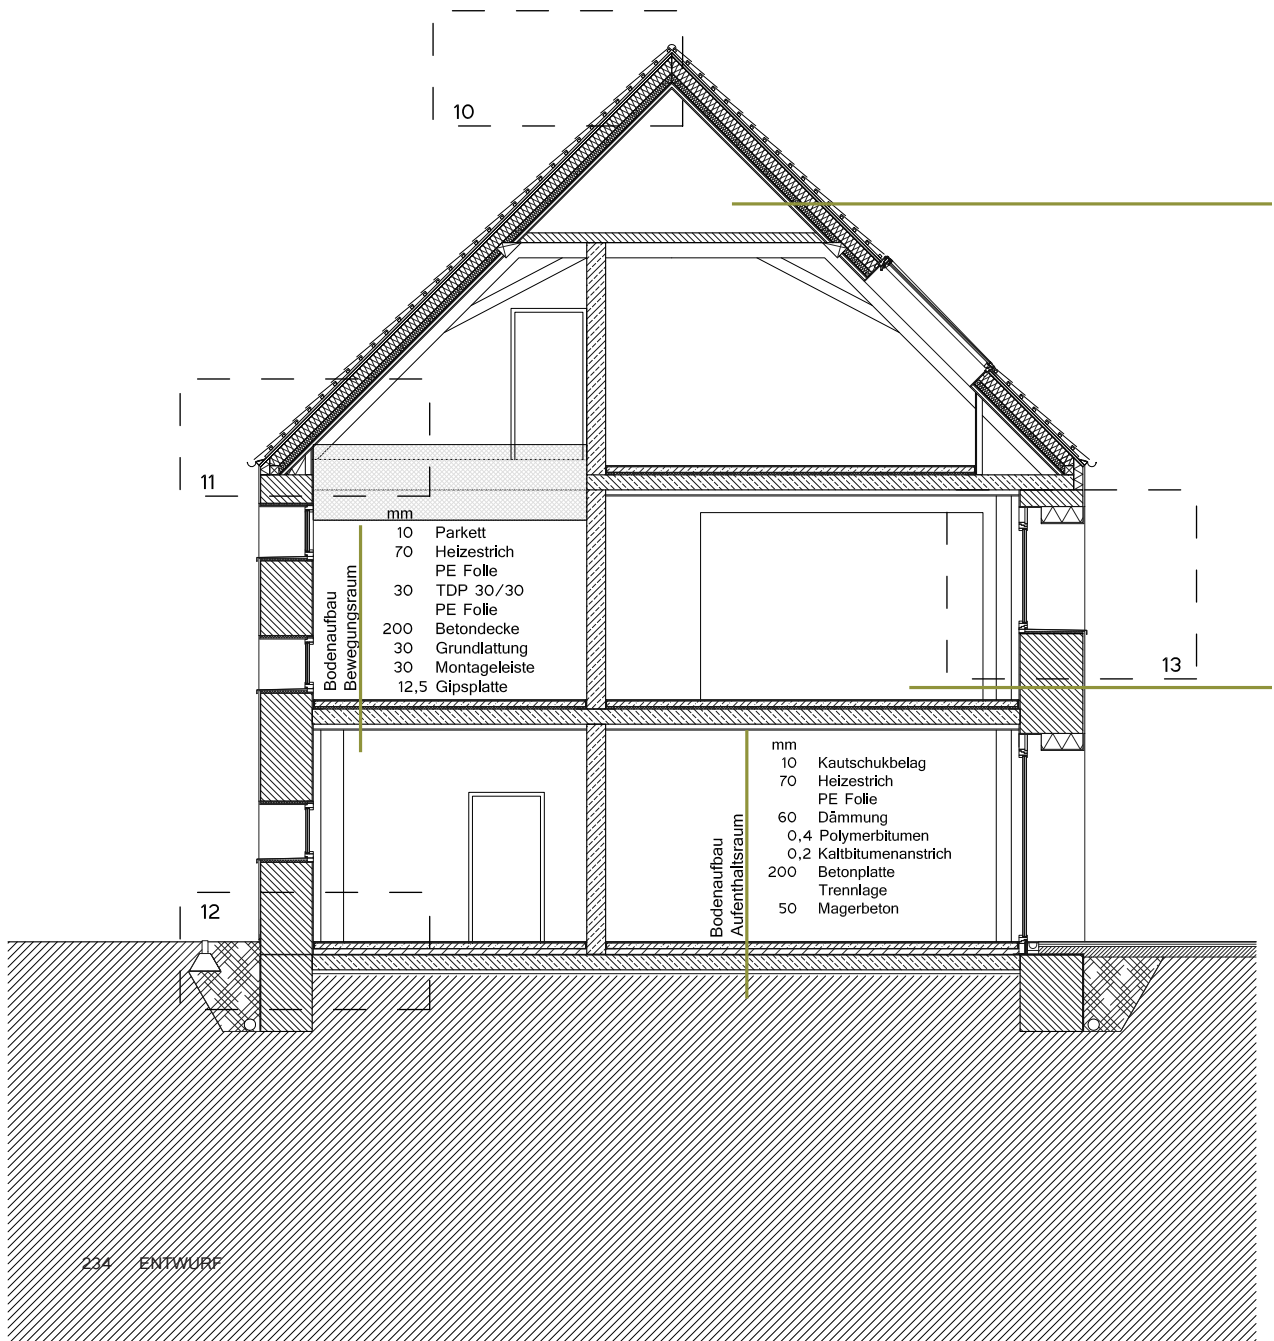 10
11
mm
10 Parkett
70 Heizestrich
PE Folie
30 TDP 30/30
PE Folie
200 Betondecke
30 Grundlattung
30 Montageleiste
12,5 Gipsplatte
Bodenaufbau
Bewegungsraum
13
mm
10 Kautschukbelag
70 Heizestrich
PE Folie
60 Dämmung
0,4 Polymerbitumen
0,2 Kaltbitumenanstrich
200 Betonplatte
Trennlage
50 Magerbeton
Bodenaufbau
Aufenthaltsraum
12
234 ENTWURF